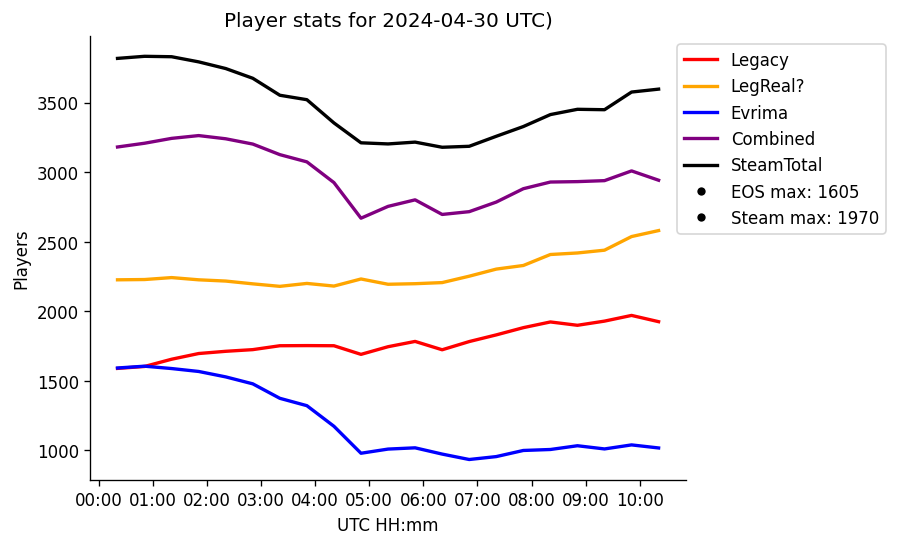 Player stats for 2024-04-30 UTC)
Legacy
LegReal?
Evrima
Combined
SteamTotal
EOS max: 1605
Steam max: 1970
Players
3500
3000
2500
2000
1500
1000
00:00 01:00 02:00 03:00 04:00 05:00 06:00 07:00 08:00 09:00 10:00
UTC HH:mm